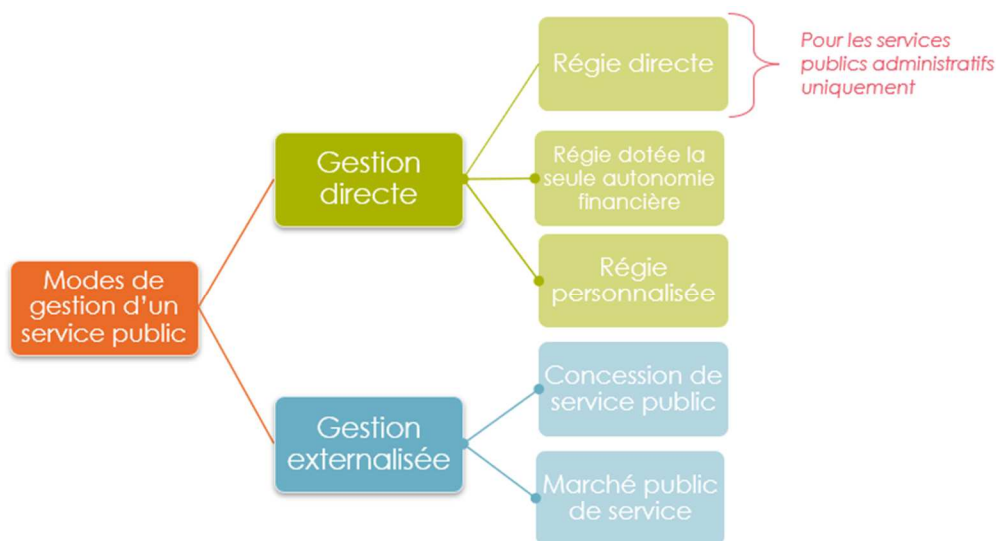 Modes de
gestion d'un
service public
Gestion
directe
Régie directe
Pour les services
publics administratifs
uniquement
Régie dotée la
seule autonomie
financière
Régie
personnalisée
Gestion
externalisée
Concession de
service public
Marché public
de service